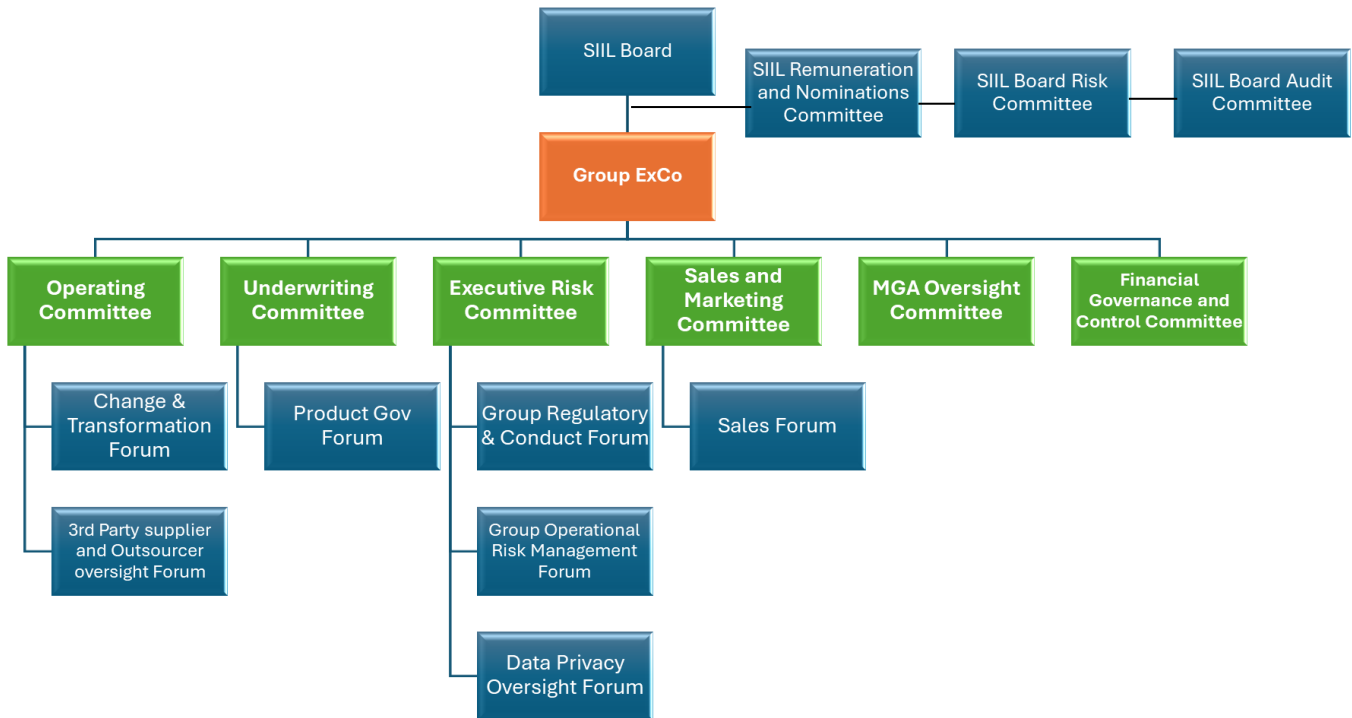 SIIL Board
SIIL Remuneration
and Nominations
Committee
SIIL Board Risk
Committee
SIIL Board Audit
Committee
Group ExCo
Operating
Committee
Underwriting
Committee
Executive Risk
Committee
Sales and
Marketing
Committee
MGA Oversight
Committee
Financial
Governance and
Control Committee
Change &
Transformation
Forum
Product Gov
Forum
Group Regulatory
& Conduct Forum
Sales Forum
3rd Party supplier
and Outsourcer
oversight Forum
Group Operational
Risk Management
Forum
Data Privacy
Oversight Forum